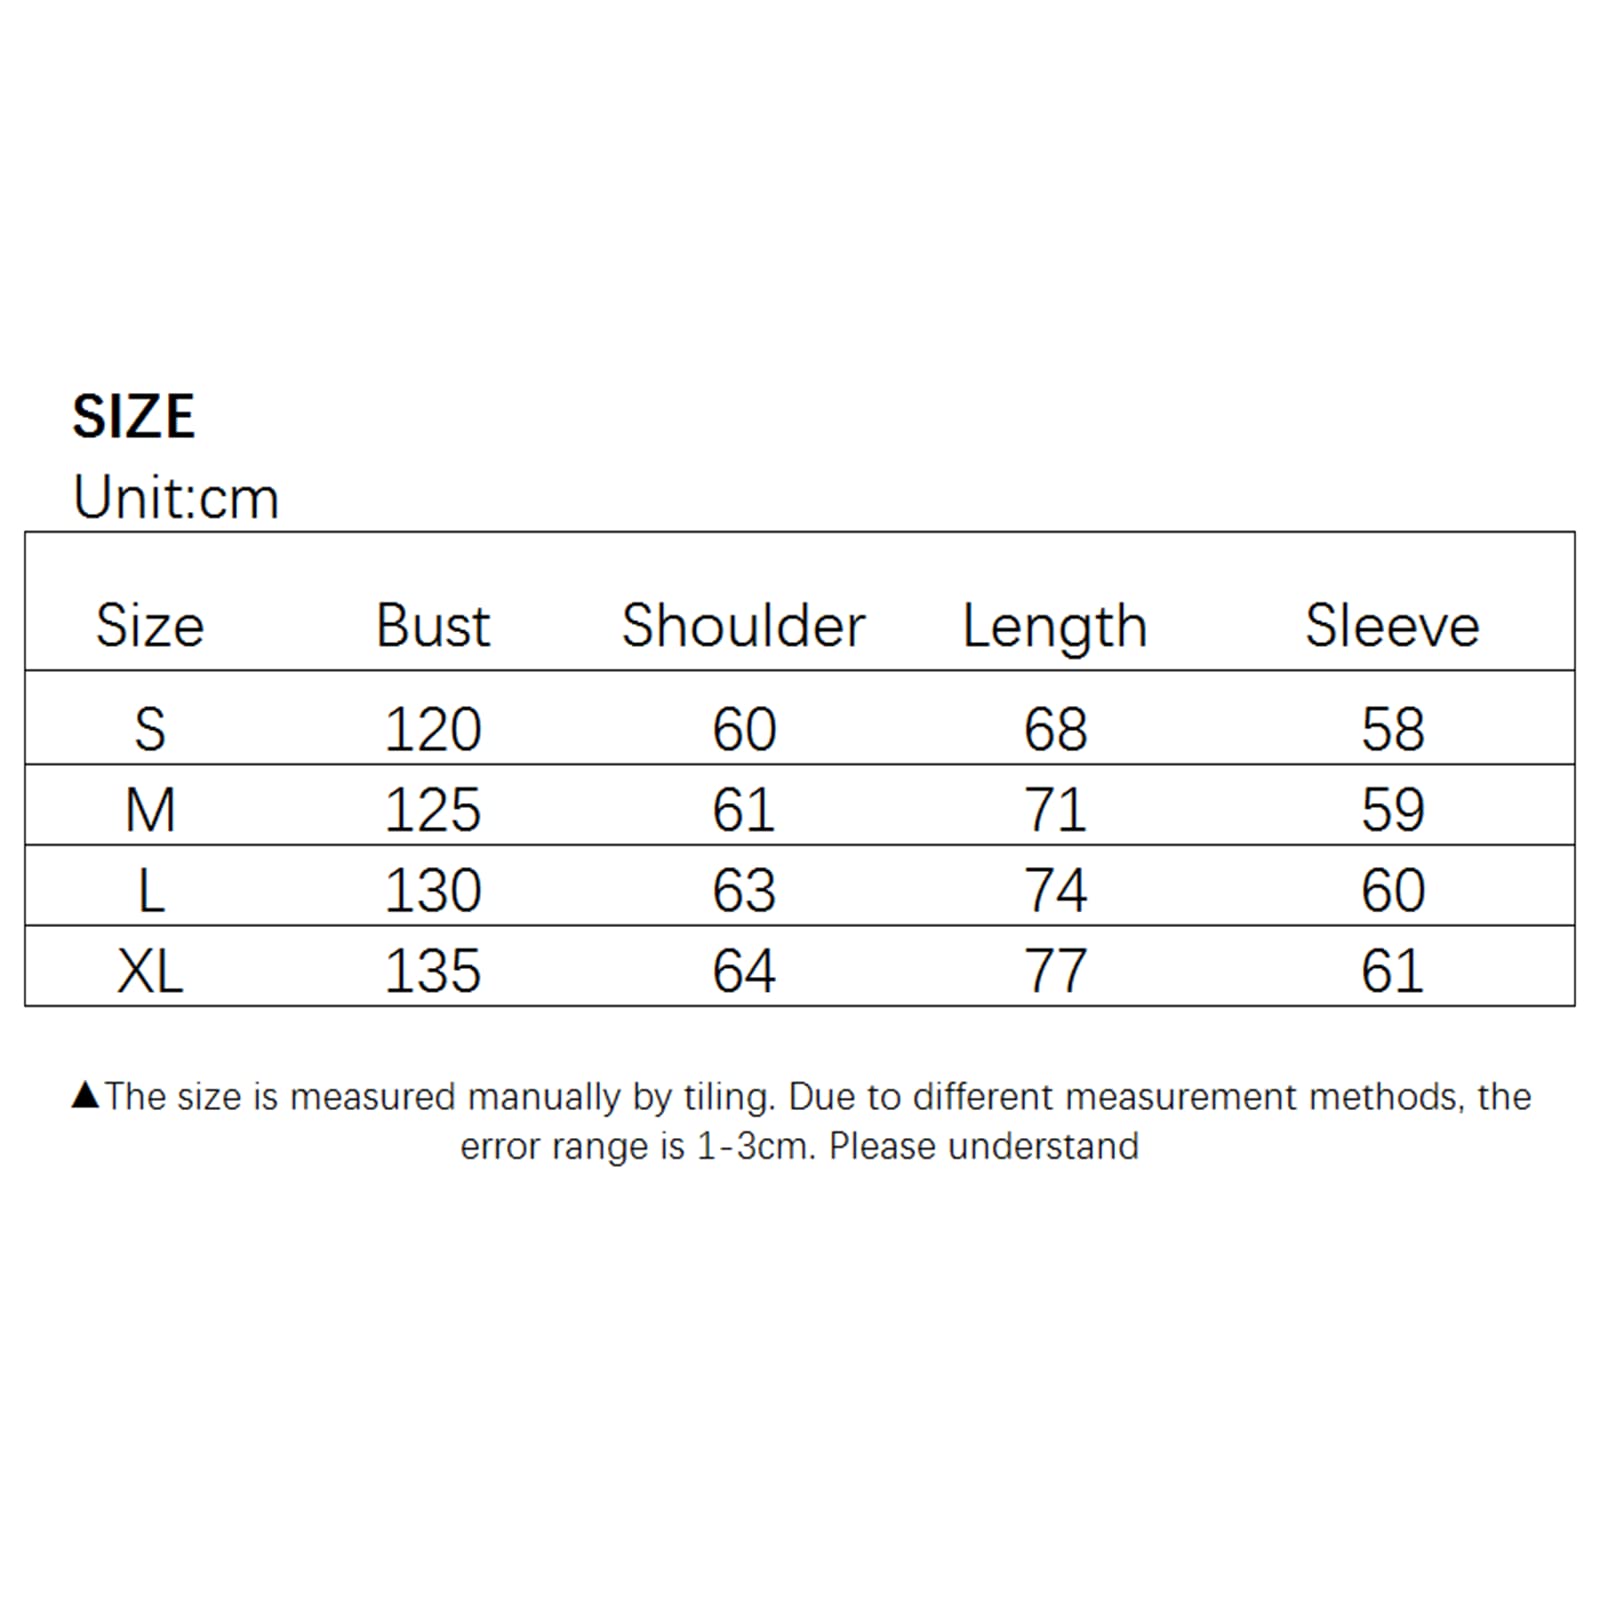 SIZE
Unit:cm
Size Bust Shoulder Length Sleeve
S 120 60 68 58
M 125 61 71 59
L 130 63 74 60
XL 135 64 77 61
▲The size is measured manually by tiling. Due to different measurement methods, the
error range is 1-3cm. Please understand